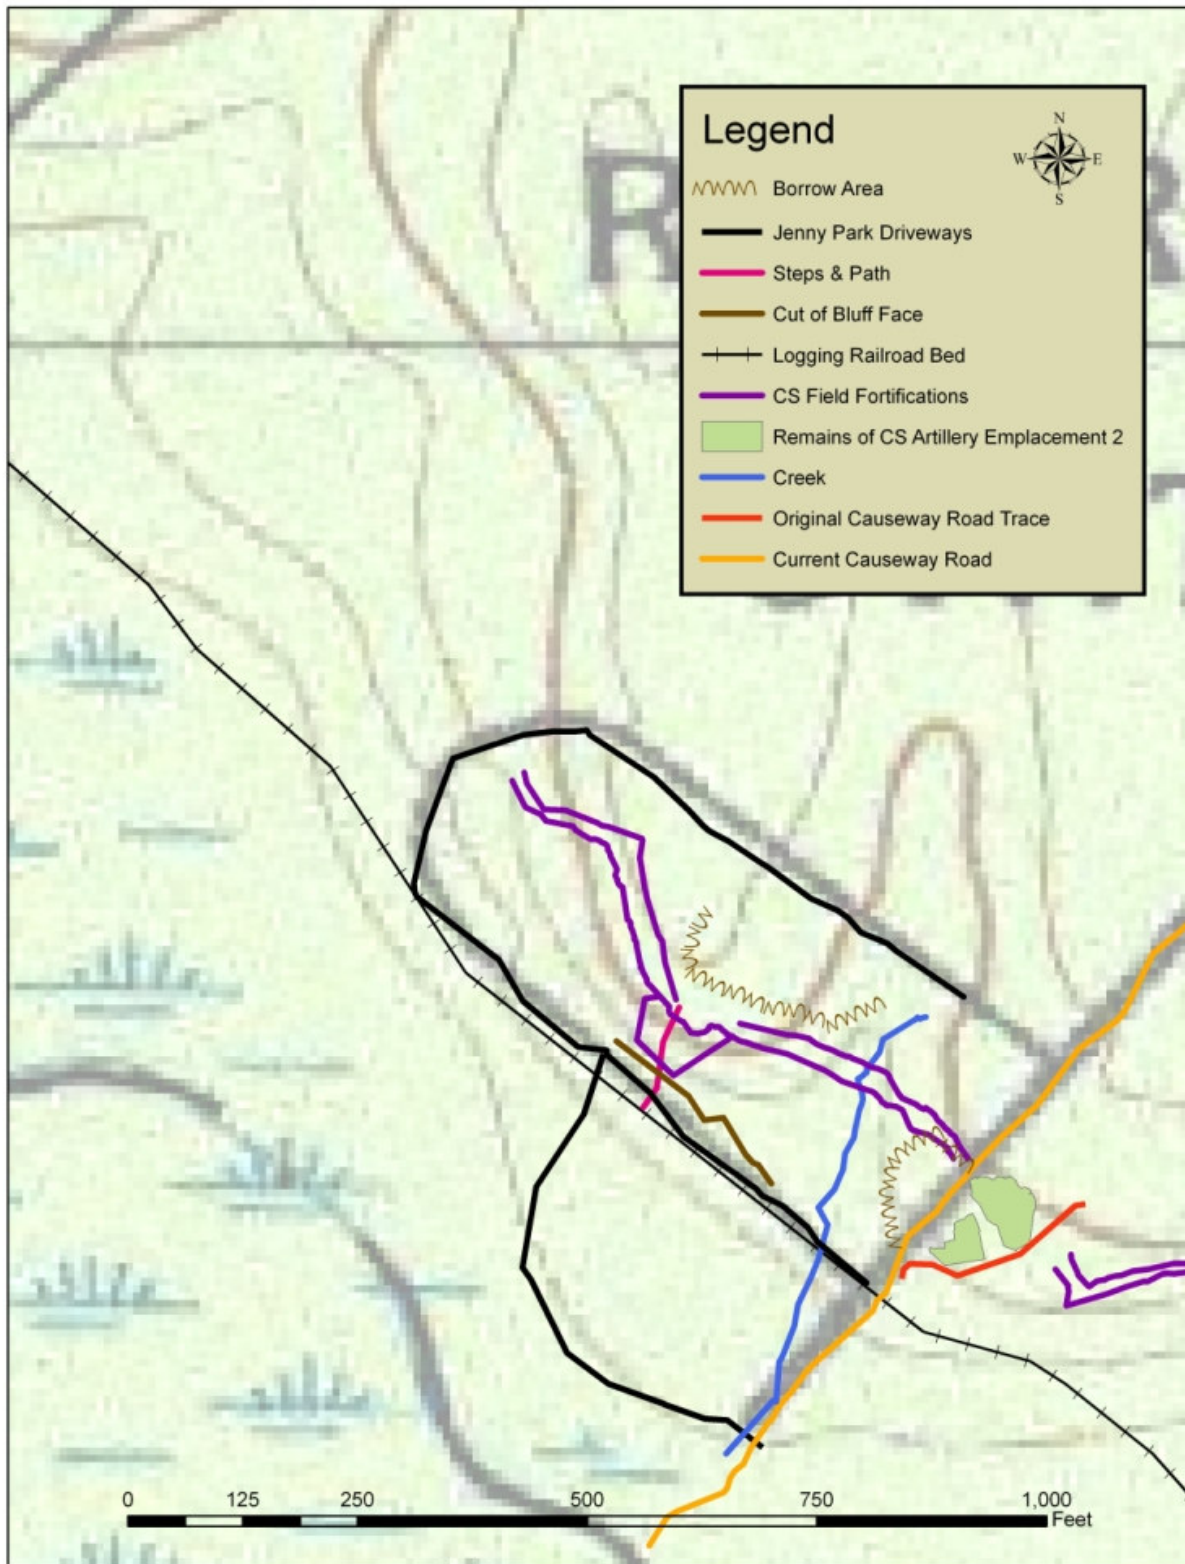 R
Legend
N
W E
S
Borrow Area
Jenny Park Driveways
Steps & Path
Cut of Bluff Face
Logging Railroad Bed
CS Field Fortifications
Remains of CS Artillery Emplacement 2
Creek
Original Causeway Road Trace
Current Causeway Road
0 125 250 500 750 1,000
Feet